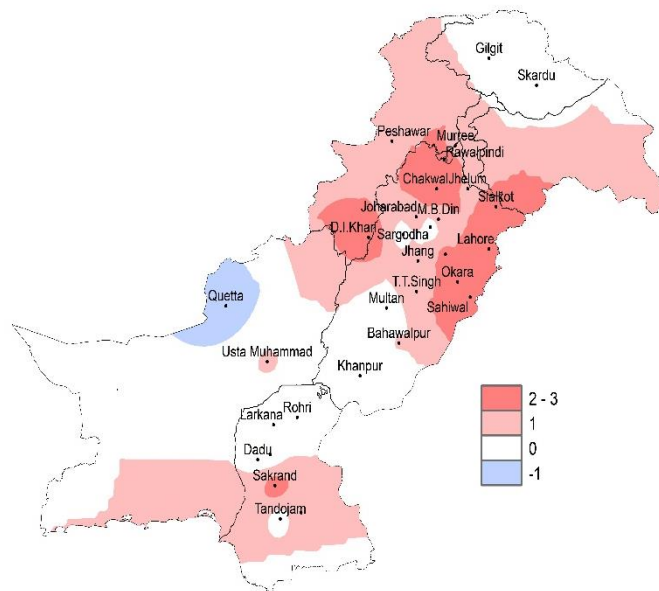 Gilgit
Skardu
Peshawar
Murree
Rawalpindi
Chakwal
Jhelum
Sialkot
Joharabad
M.B.Din
D.I.Khan
Sargodha
Lahore
Jhang
Okara
T.T.Singh
Quetta
Multan
Sahiwal
Bahawalpur
Usta Muhammad
Khanpur
2 - 3
1
0
-1
Larkana
Rohri
Dadu
Sakrand
Tandojam